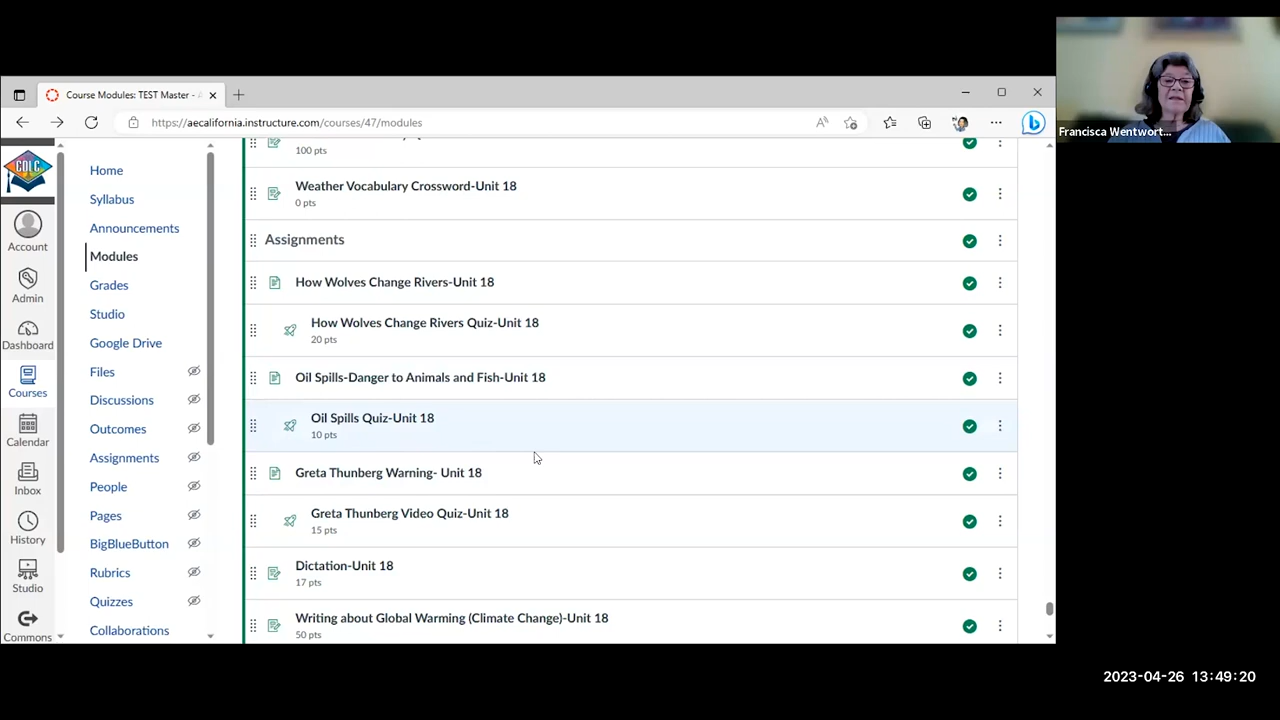 Course Modules: TEST Master - A
https://aecalifornia.instructure.com/courses/47/modules
Francisca Wentwort...
COLC
Account
Admin
Dashboard
Courses
Calendar
Inbox
History
Studio
Commons
Home
Syllabus
Announcements
Modules
Grades
Studio
Google Drive
Files
Discussions
Outcomes
Assignments
People
Pages
BigBlueButton
Rubrics
Quizzes
Collaborations
100 pts
Weather Vocabulary Crossword-Unit 18
0 pts
Assignments
How Wolves Change Rivers-Unit 18
How Wolves Change Rivers Quiz-Unit 18
20 pts
Oil Spills-Danger to Animals and Fish-Unit 18
Oil Spills Quiz-Unit 18
10 pts
Greta Thunberg Warning- Unit 18
Greta Thunberg Video Quiz-Unit 18
15 pts
Dictation-Unit 18
17 pts
Writing about Global Warming (Climate Change)-Unit 18
50 pts
2023-04-26 13:49:20